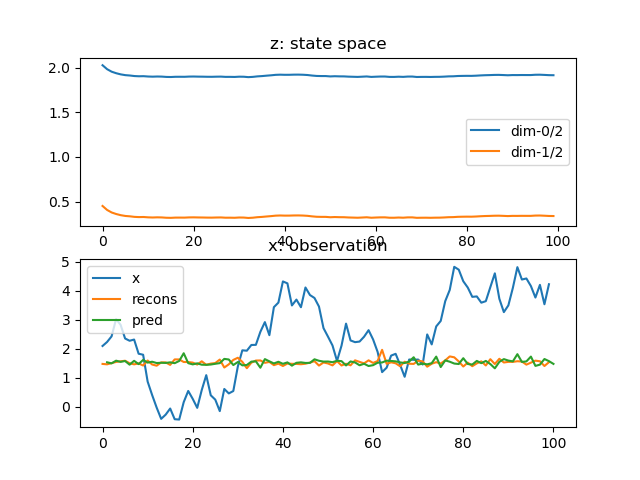 z: state space
2.0
1.5
1.0
0.5
dim-0/2
dim-1/2
0 20 40 60 80 100
x: observation
5
4
3
2
1
0
x
recons
pred
0 20 40 60 80 100